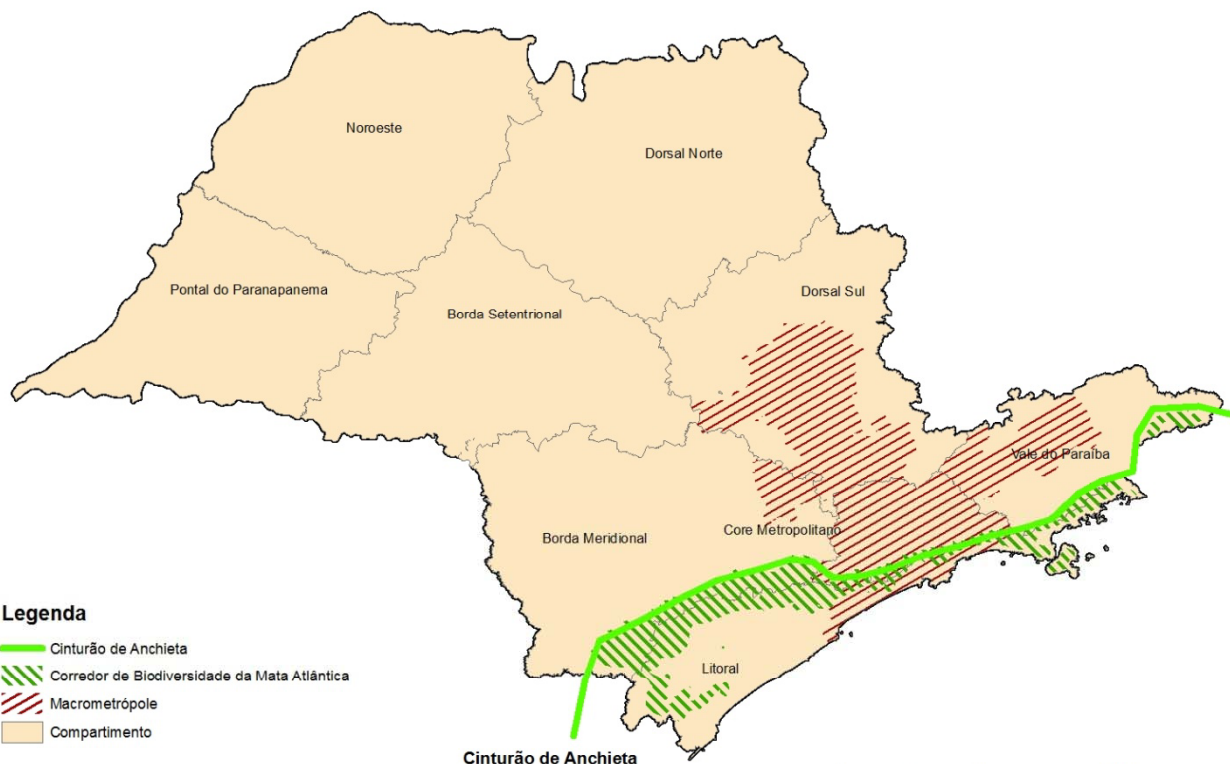 Noroeste
Dorsal Norte
Pontal do Paranapanema
Borda Setentrional
Dorsal Sul
Vale do Paraíba
Core Metropolitano
Borda Meridional
Litoral
Legenda
Cinturão de Anchieta
Corredor de Biodiversidade da Mata Atlântica
Macrometrópole
Compartimento
Cinturão de Anchieta